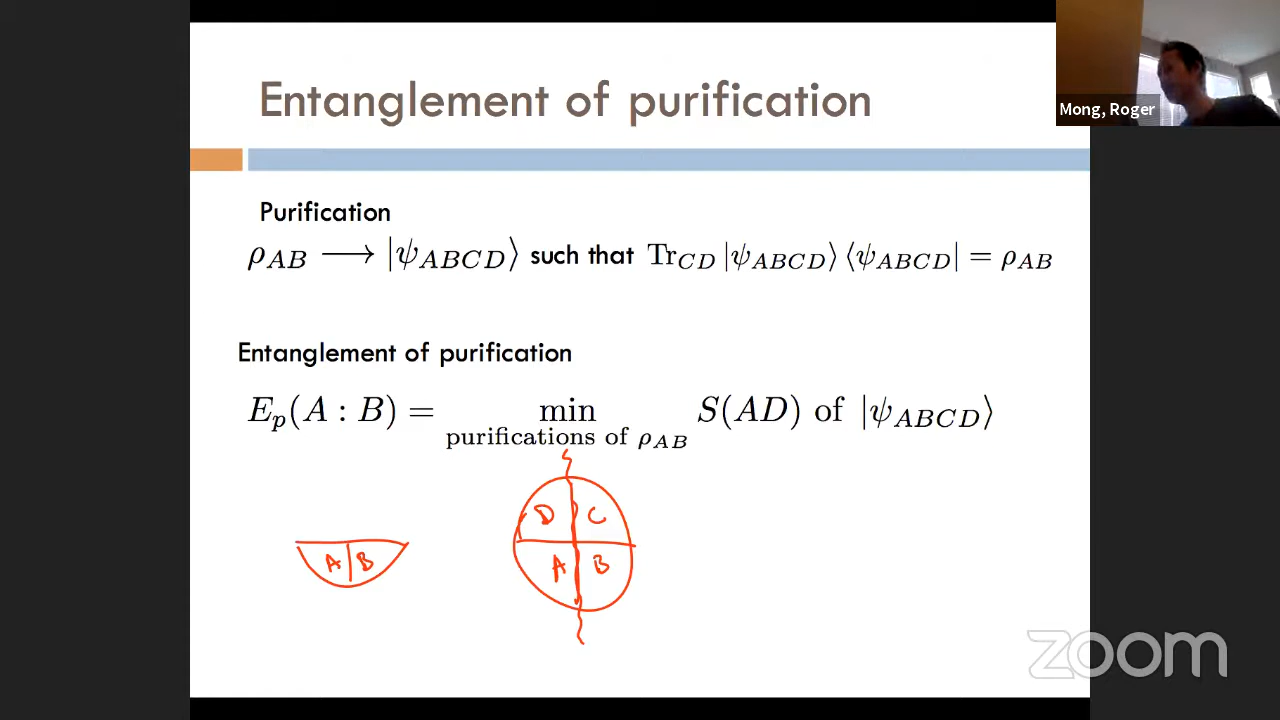 Entanglement of purification
Mong, Roger
Purification
ρ_AB ⟶ |ψ_ABCD⟩ such that Tr_CD |ψ_ABCD⟩ ⟨ψ_ABCD| = ρ_AB
Entanglement of purification
E_p(A : B) = min S(AD) of |ψ_ABCD⟩
purifications of ρ_AB
D C
A B
A B
zoom